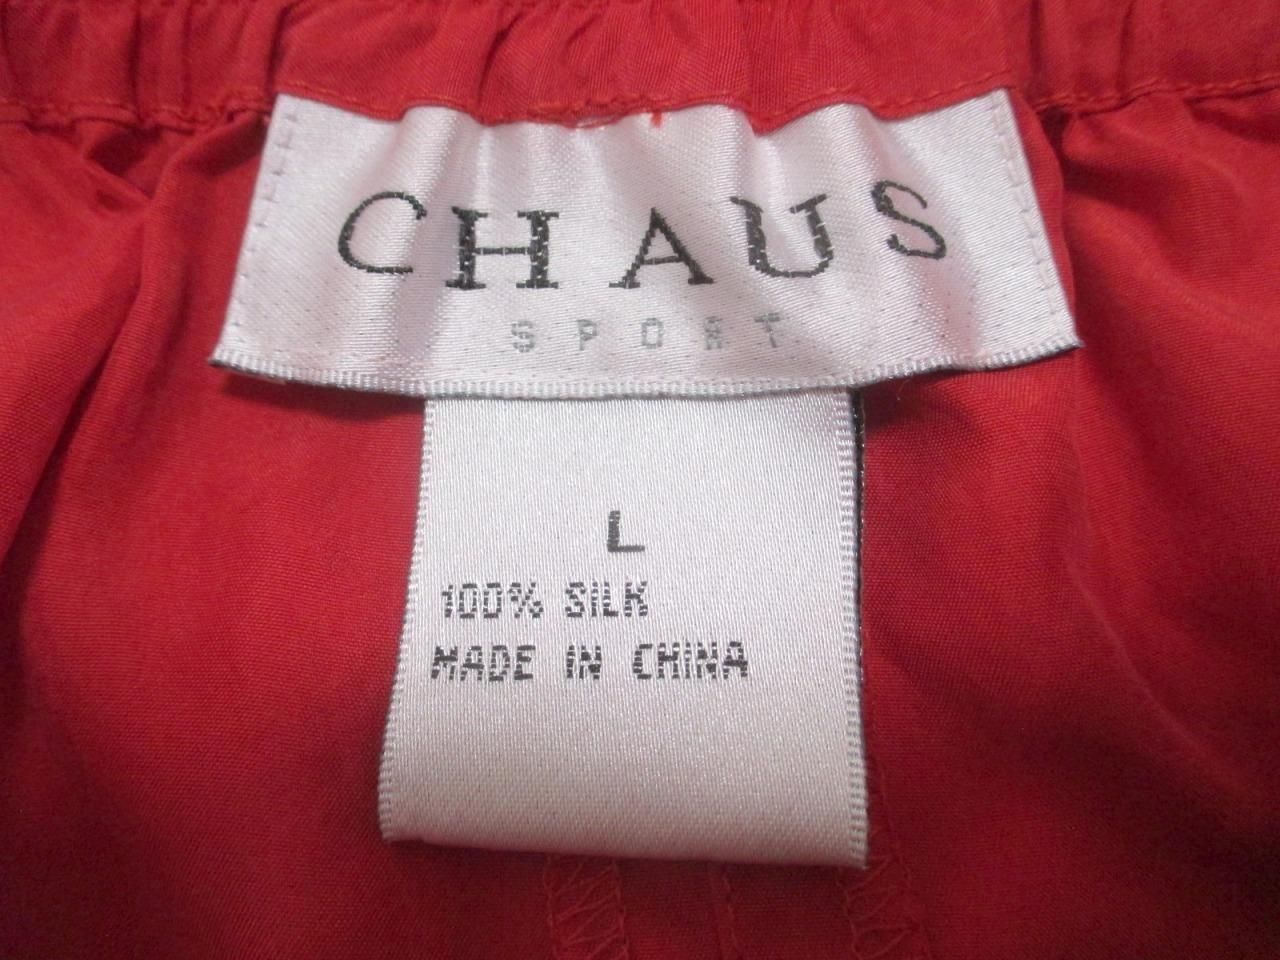 CHAUS
SPORT
L
100% SILK
MADE IN CHINA